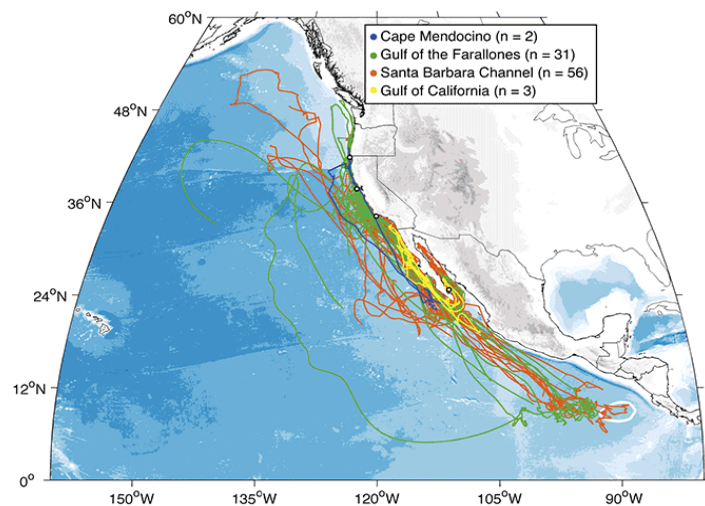 60°N
Cape Mendocino (n = 2)
Gulf of the Farallones (n = 31)
Santa Barbara Channel (n = 56)
Gulf of California (n = 3)
48°N
36°N
24°N
12°N
0°
150°W
135°W
120°W
105°W
90°W